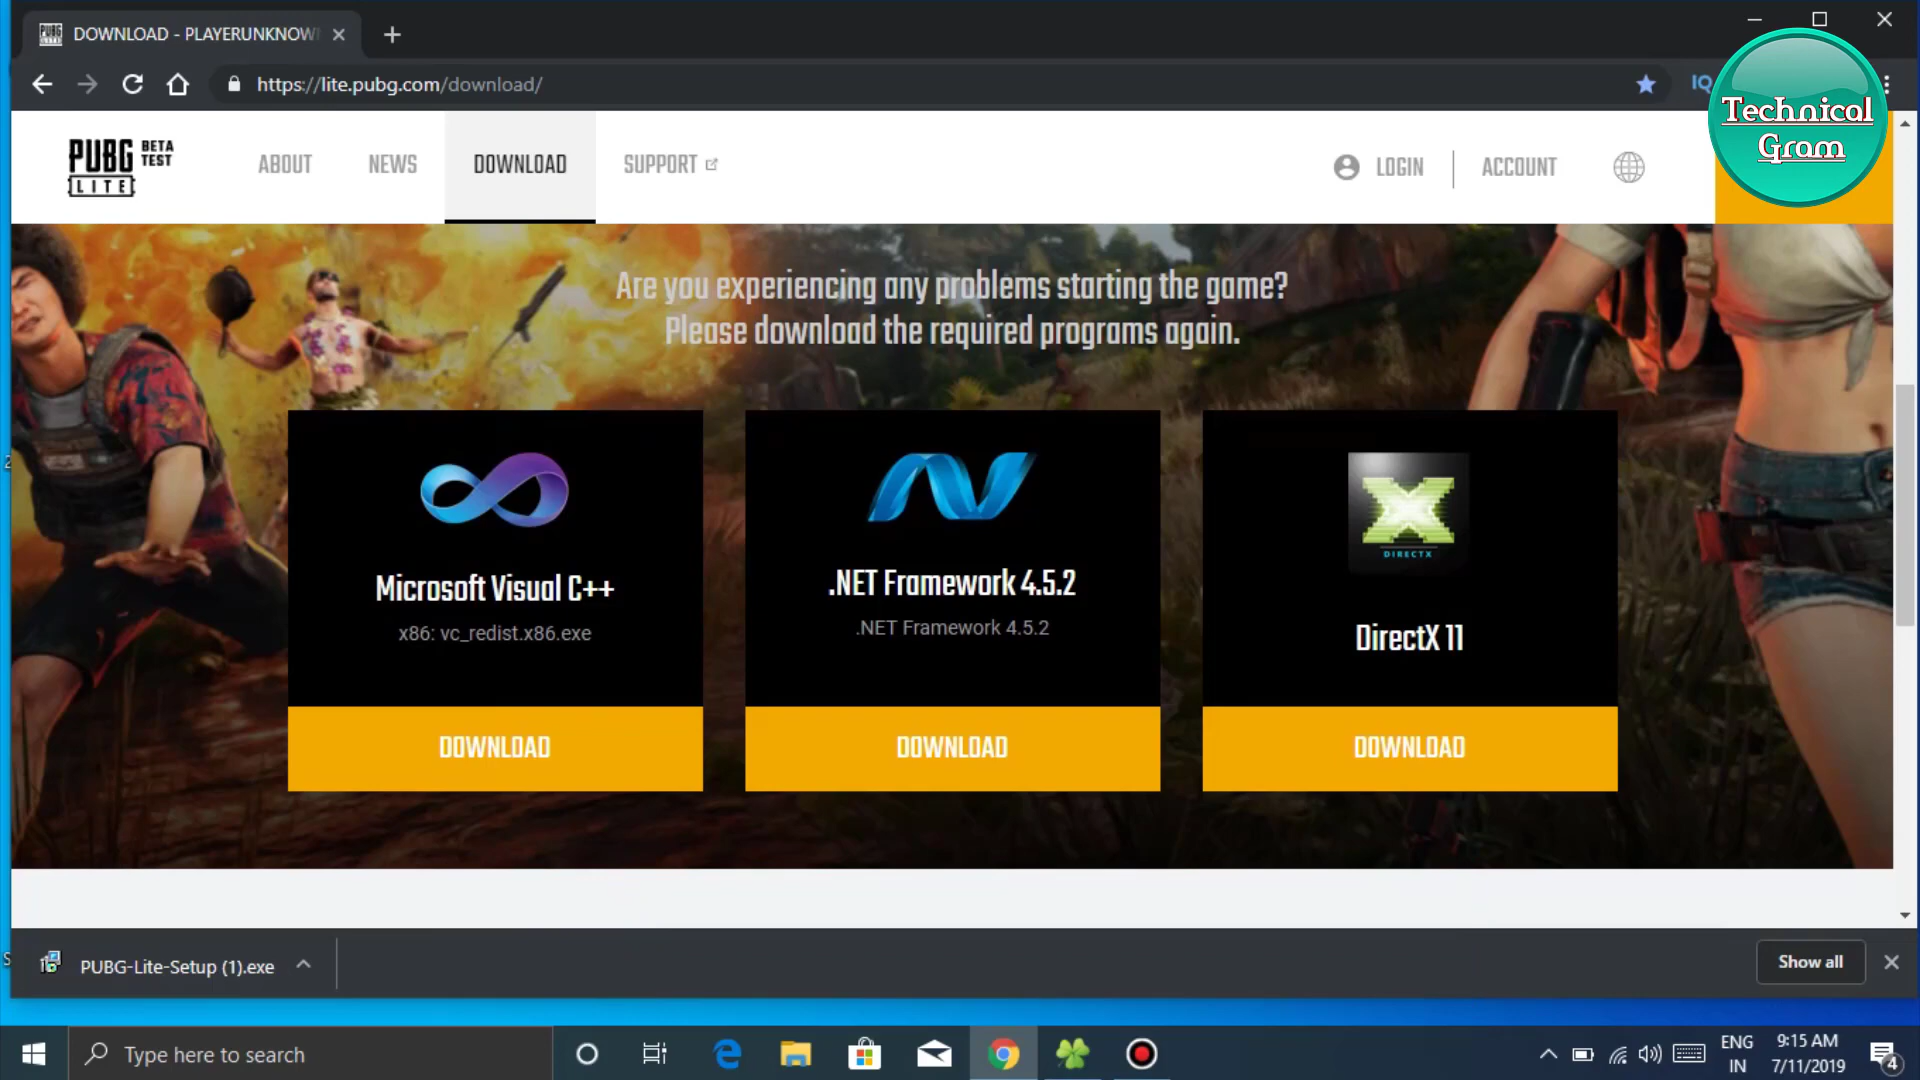 DOWNLOAD - PLAYERUNKNOW
https://lite.pubg.com/download/
IQ
Technical
Gram
PUBG BETA TEST
LITE
ABOUT
NEWS
DOWNLOAD
SUPPORT
LOGIN
ACCOUNT
Are you experiencing any problems starting the game?
Please download the required programs again.
Microsoft Visual C++
x86: vc_redist.x86.exe
DOWNLOAD
.NET Framework 4.5.2
.NET Framework 4.5.2
DOWNLOAD
DIRECTX
DirectX 11
DOWNLOAD
PUBG-Lite-Setup (1).exe
Show all
Type here to search
ENG
IN
9:15 AM
7/11/2019
4